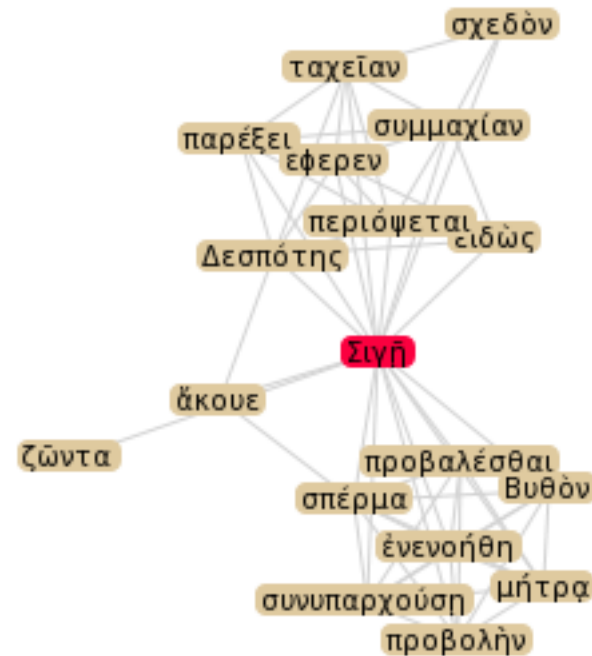 σχεδὸν
ταχεῖαν
συμμαχίαν
παρέξει
εφερεν
περιόψεται
εἰδὼς
Δεσπότης
Σιγῇ
ἄκουε
ζῶντα
προβαλέσθαι
Βυθὸν
σπέρμα
ἐνενοήθη
μήτρᾳ
συνυπαρχούσῃ
προβολὴν